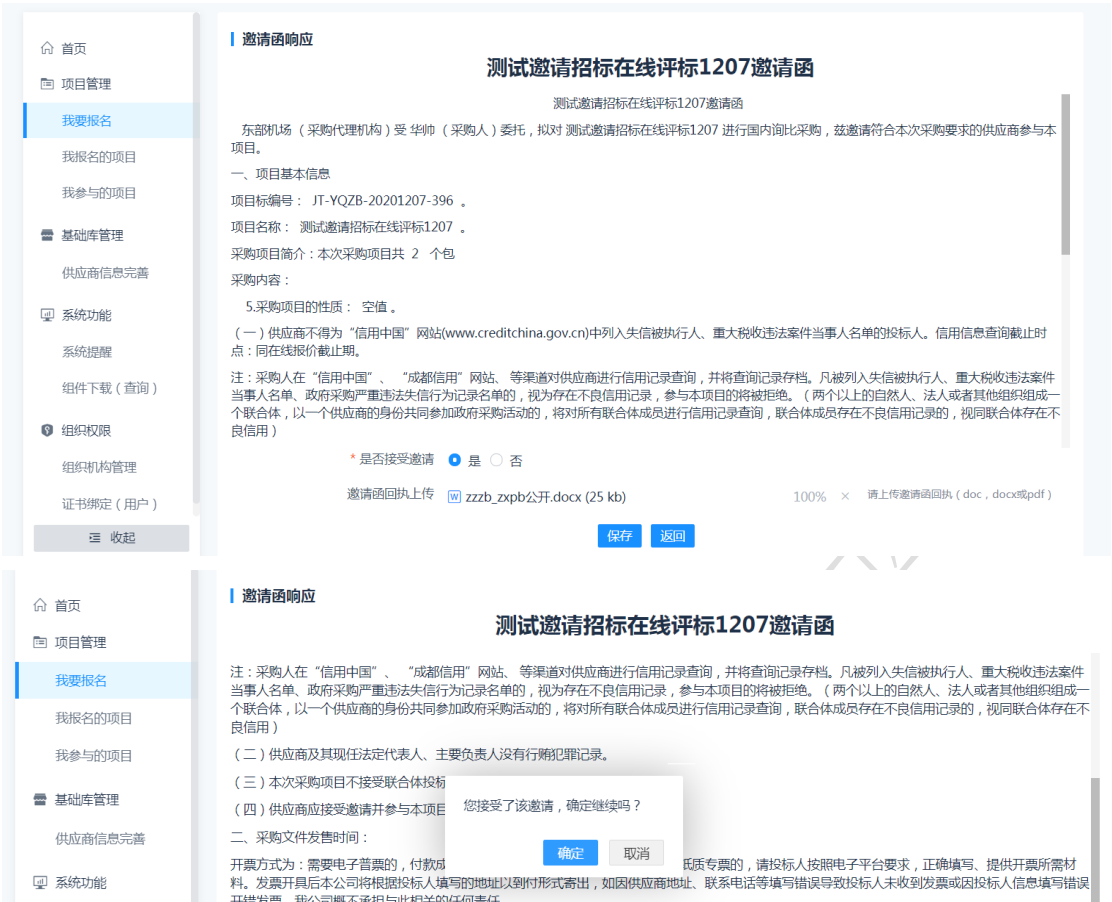 首页
项目管理
我要报名
我报名的项目
我参与的项目
基础库管理
供应商信息完善
系统功能
系统提醒
组件下载（查询）
组织权限
组织机构管理
证书绑定（用户）
收起
邀请函响应
测试邀请招标在线评标1207邀请函
测试邀请招标在线评标1207邀请函
东部机场（采购代理机构）受 华帅（采购人）委托，拟对 测试邀请招标在线评标1207 进行国内询比采购，兹邀请符合本次采购要求的供应商参与本
项目。
一、项目基本信息
项目标编号： JT-YQZB-20201207-396 。
项目名称： 测试邀请招标在线评标1207 。
采购项目简介：本次采购项目共 2 个包
采购内容：
5.采购项目的性质： 空值 。
（一）供应商不得为“信用中国”网站(www.creditchina.gov.cn)中列入失信被执行人、重大税收违法案件当事人名单的投标人。信用信息查询截止时
点：同在线报价截止期。
注：采购人在“信用中国”、 “成都信用”网站、 等渠道对供应商进行信用记录查询，并将查询记录存档。凡被列入失信被执行人、重大税收违法案件
当事人名单、政府采购严重违法失信行为记录名单的，视为存在不良信用记录，参与本项目的将被拒绝。（两个以上的自然人、法人或者其他组织组成一
个联合体，以一个供应商的身份共同参加政府采购活动的，将对所有联合体成员进行信用记录查询，联合体成员存在不良信用记录的，视同联合体存在不
良信用）
* 是否接受邀请 是 否
邀请函回执上传 zzzb_zxpb公开.docx (25 kb) 100% × 请上传邀请函回执（doc，docx或pdf）
保存 返回
首页
项目管理
我要报名
我报名的项目
我参与的项目
基础库管理
供应商信息完善
系统功能
邀请函响应
测试邀请招标在线评标1207邀请函
注：采购人在“信用中国”、 “成都信用”网站、 等渠道对供应商进行信用记录查询，并将查询记录存档。凡被列入失信被执行人、重大税收违法案件
当事人名单、政府采购严重违法失信行为记录名单的，视为存在不良信用记录，参与本项目的将被拒绝。（两个以上的自然人、法人或者其他组织组成一
个联合体，以一个供应商的身份共同参加政府采购活动的，将对所有联合体成员进行信用记录查询，联合体成员存在不良信用记录的，视同联合体存在不
良信用）
（二）供应商及其现任法定代表人、主要负责人没有行贿犯罪记录。
（三）本次采购项目不接受联合体投标
（四）供应商应接受邀请并参与本项目
二、采购文件发售时间：
开票方式为：需要电子普票的，付款成 纸质专票的，请投标人按照电子平台要求，正确填写、提供开票所需材
料。发票开具后本公司将根据投标人填写的地址以到付形式寄出，如因供应商地址、联系电话等填写错误导致投标人未收到发票或因投标人信息填写错误
开错发票，我公司概不承担与此相关的任何责任
您接受了该邀请，确定继续吗？
确定 取消